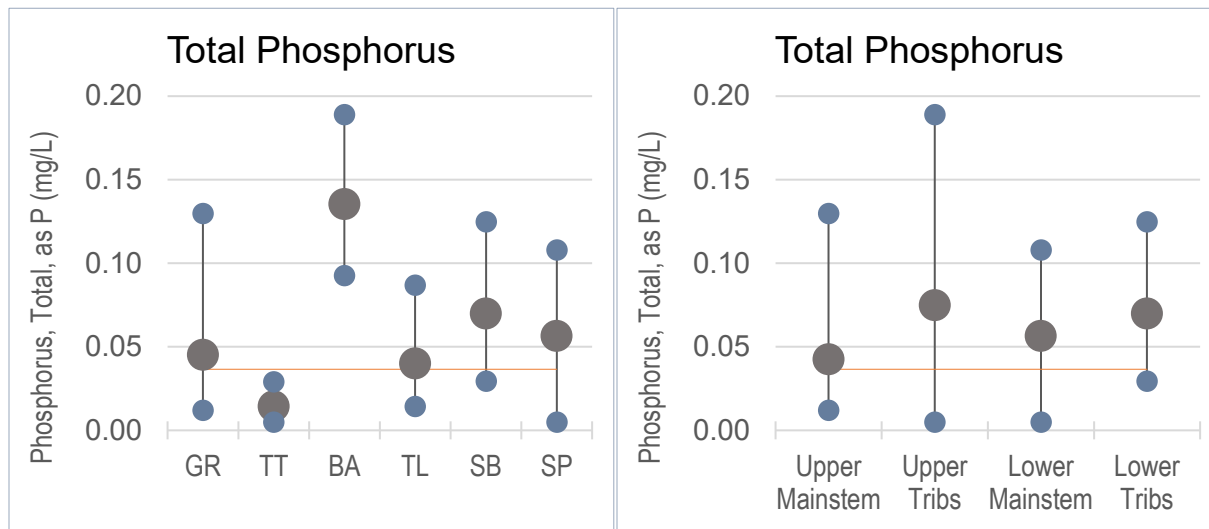 Total Phosphorus
Phosphorus, Total, as P (mg/L)
0.20
0.15
0.10
0.05
0.00
GR TT BA TL SB SP
Total Phosphorus
Phosphorus, Total, as P (mg/L)
0.20
0.15
0.10
0.05
0.00
Upper Upper Lower Lower
Mainstem Tribs Mainstem Tribs